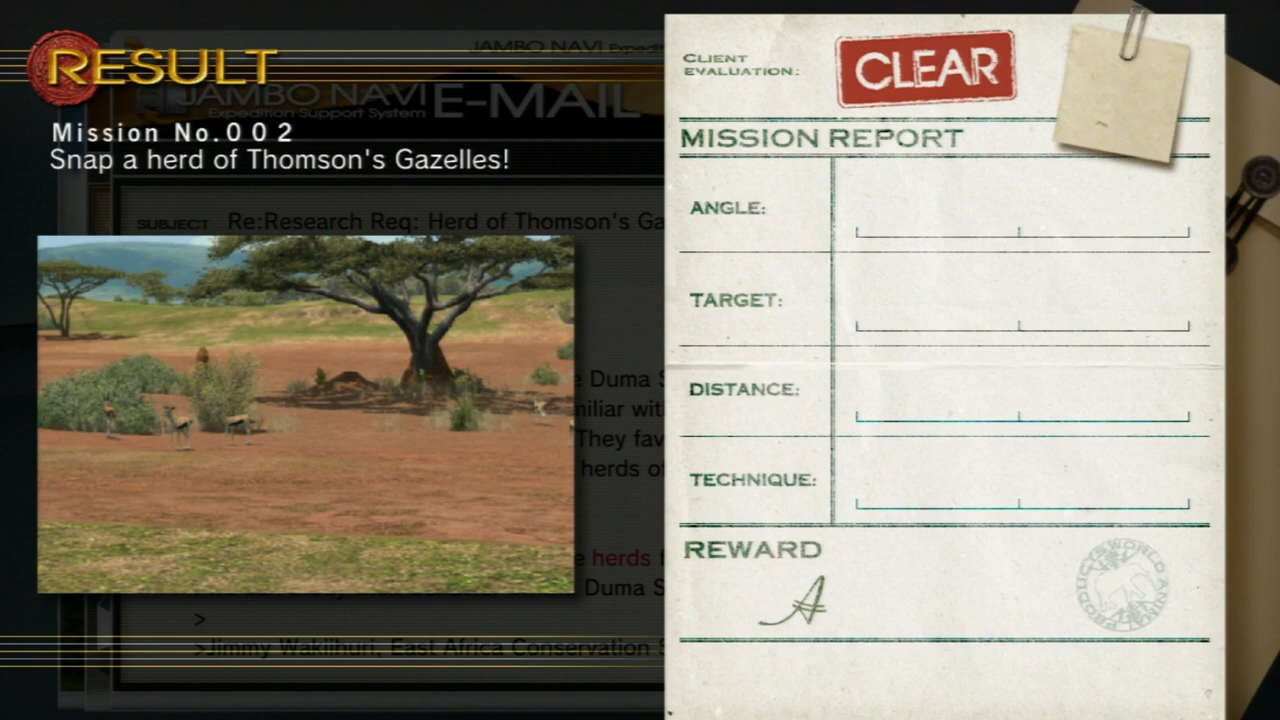 RESULT
JAMBO NAVI Expedit
JAMBO NAVI E-MAIL
Expedition Support System
Mission No.002
Snap a herd of Thomson's Gazelles!
SUBJECT Re:Research Req: Herd of Thomson's Ga
e Duma S
niliar wit
They fav
herds of
e herds f
Duma S
>
>Jimmy Wakiihuri, East Africa Conservation S
CLIENT
EVALUATION:
CLEAR
MISSION REPORT
ANGLE:
TARGET:
DISTANCE:
TECHNIQUE:
REWARD
A